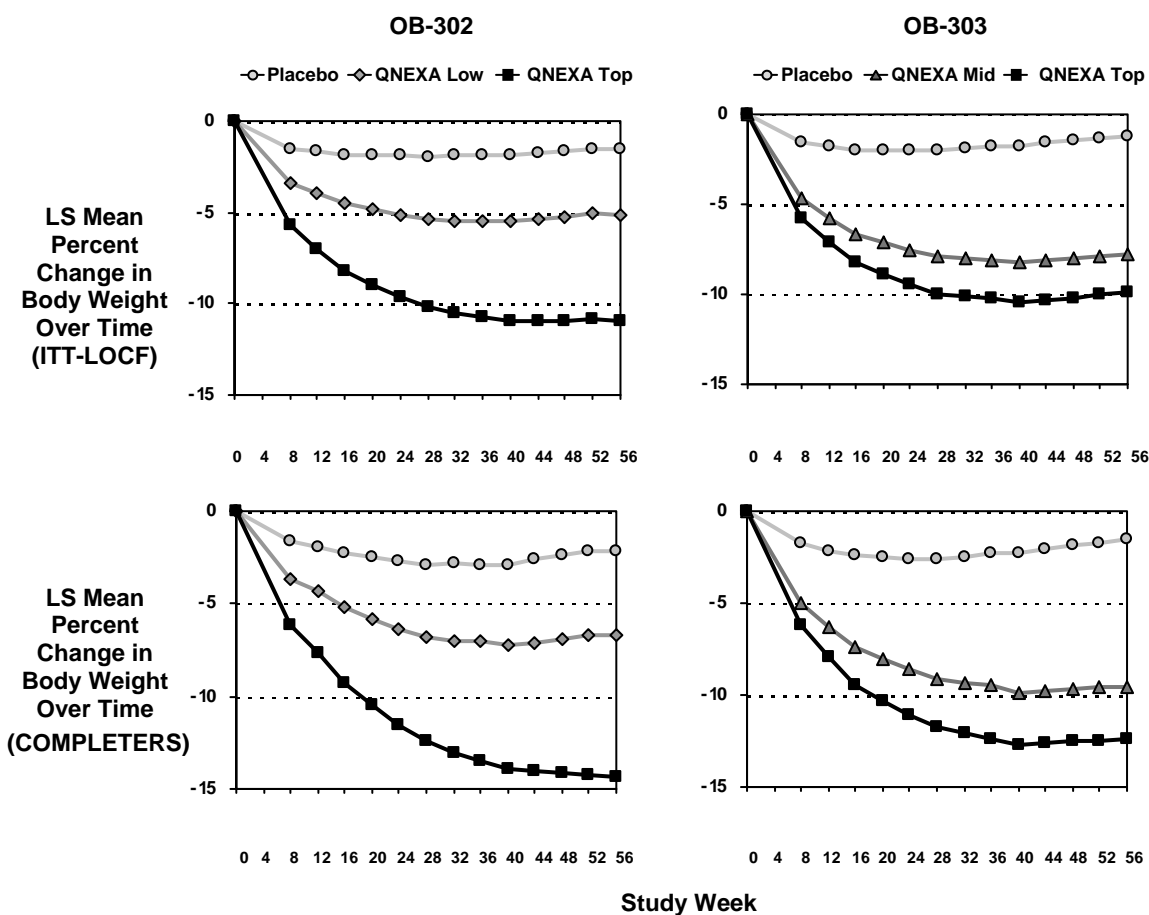 OB-302
OB-303
Placebo QNEXA Low QNEXA Top
Placebo QNEXA Mid QNEXA Top
LS Mean
Percent
Change in
Body Weight
Over Time
(ITT-LOCF)
0
-5
-10
-15
0 4 8 12 16 20 24 28 32 36 40 44 48 52 56
0
-5
-10
-15
0 4 8 12 16 20 24 28 32 36 40 44 48 52 56
LS Mean
Percent
Change in
Body Weight
Over Time
(COMPLETERS)
0
-5
-10
-15
0 4 8 12 16 20 24 28 32 36 40 44 48 52 56
0
-5
-10
-15
0 4 8 12 16 20 24 28 32 36 40 44 48 52 56
Study Week